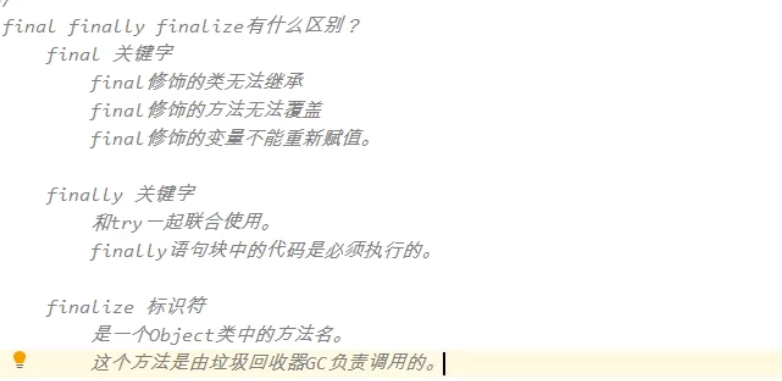 final finally finalize有什么区别？
final 关键字
final修饰的类无法继承
final修饰的方法无法覆盖
final修饰的变量不能重新赋值。
finally 关键字
和try一起联合使用。
finally语句块中的代码是必须执行的。
finalize 标识符
是一个Object类中的方法名。
这个方法是由垃圾回收器GC负责调用的。